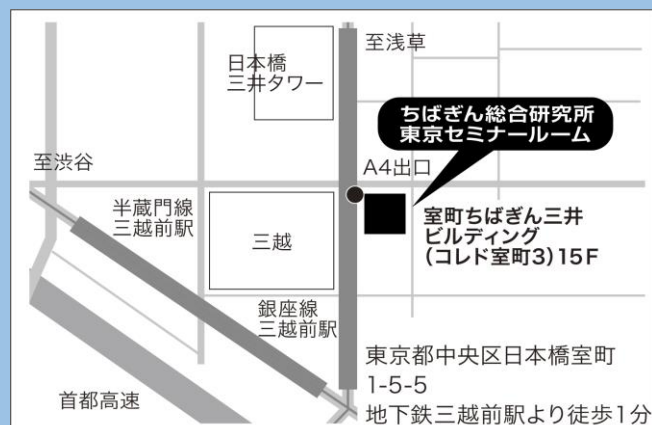 日本橋
三井タワー
至浅草
ちばぎん総合研究所
東京セミナールーム
至渋谷
A4出口
半蔵門線
三越前駅
三越
室町ちばぎん三井
ビルディング
(コレド室町3)15F
銀座線
三越前駅
首都高速
東京都中央区日本橋室町
1-5-5
地下鉄三越前駅より徒歩1分